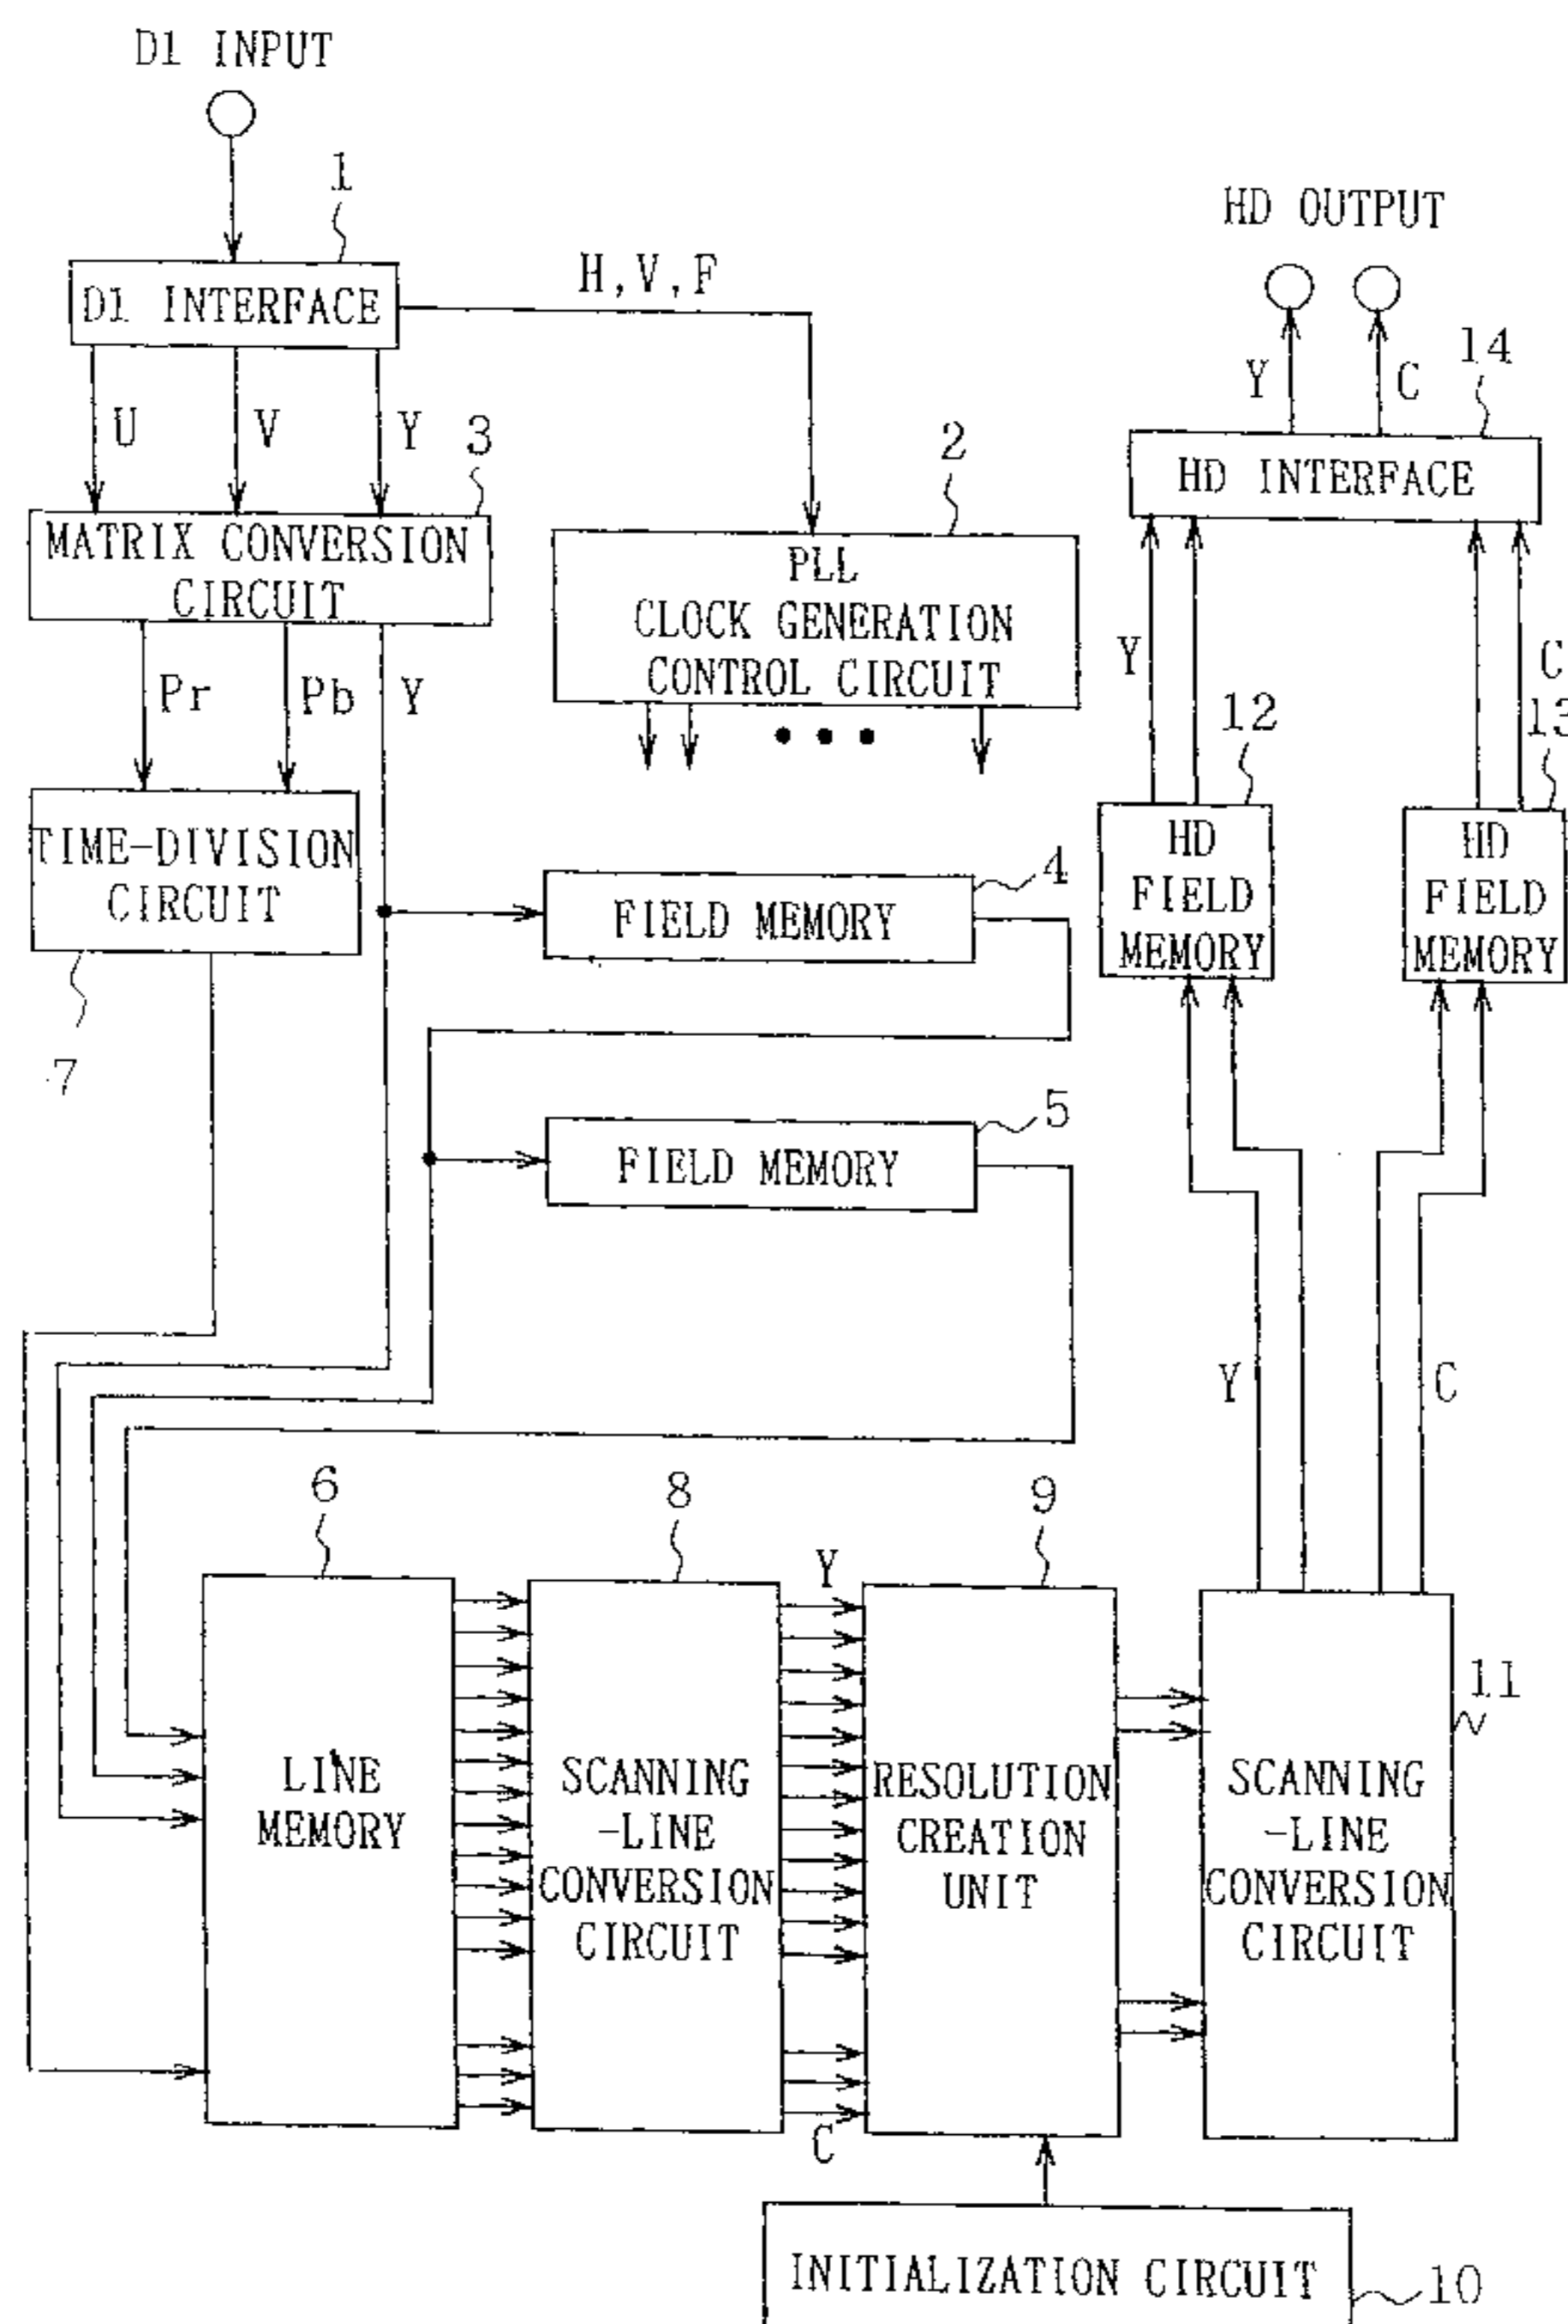 D1 INPUT
1
D1 INTERFACE
H,V,F
HD OUTPUT
Y
C
14
HD INTERFACE
U
V
Y
3
MATRIX CONVERSION
CIRCUIT
2
PLL
CLOCK GENERATION
CONTROL CIRCUIT
Pr
Pb
Y
Y
C
12
13
TIME-DIVISION
CIRCUIT
7
4
FIELD MEMORY
HD
FIELD
MEMORY
HD
FIELD
MEMORY
5
FIELD MEMORY
Y
C
6
8
9
11
Y
LINE
MEMORY
SCANNING
-LINE
CONVERSION
CIRCUIT
RESOLUTION
CREATION
UNIT
SCANNING
-LINE
CONVERSION
CIRCUIT
C
INITIALIZATION CIRCUIT
10